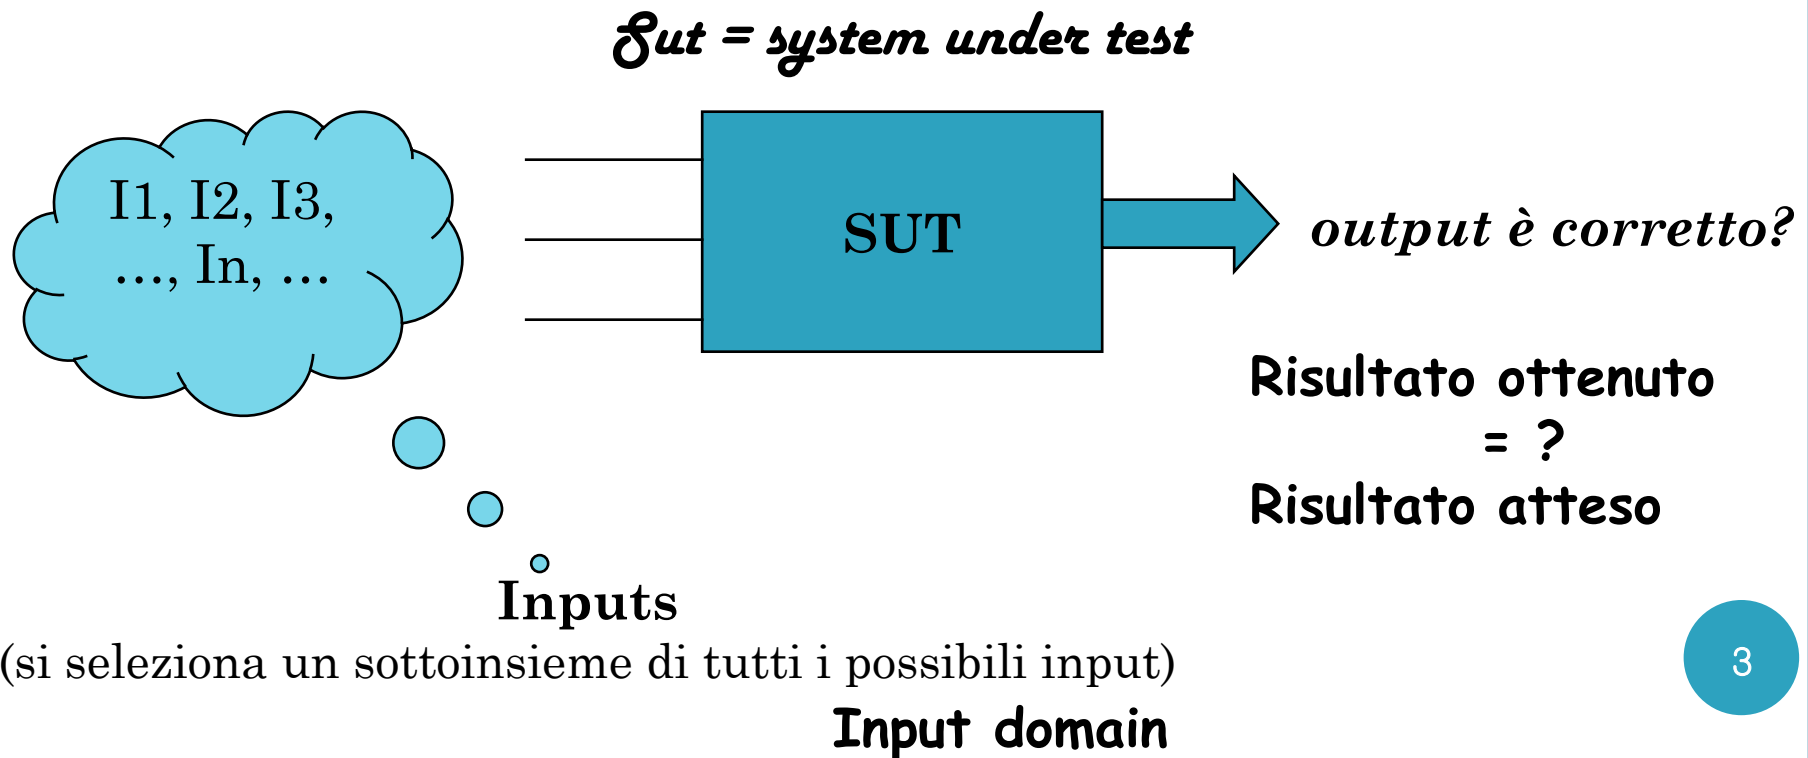 Sut = system under test
I1, I2, I3,
..., In, ...
SUT
output è corretto?
Risultato ottenuto
= ?
Risultato atteso
Inputs
(si seleziona un sottoinsieme di tutti i possibili input)
3
Input domain